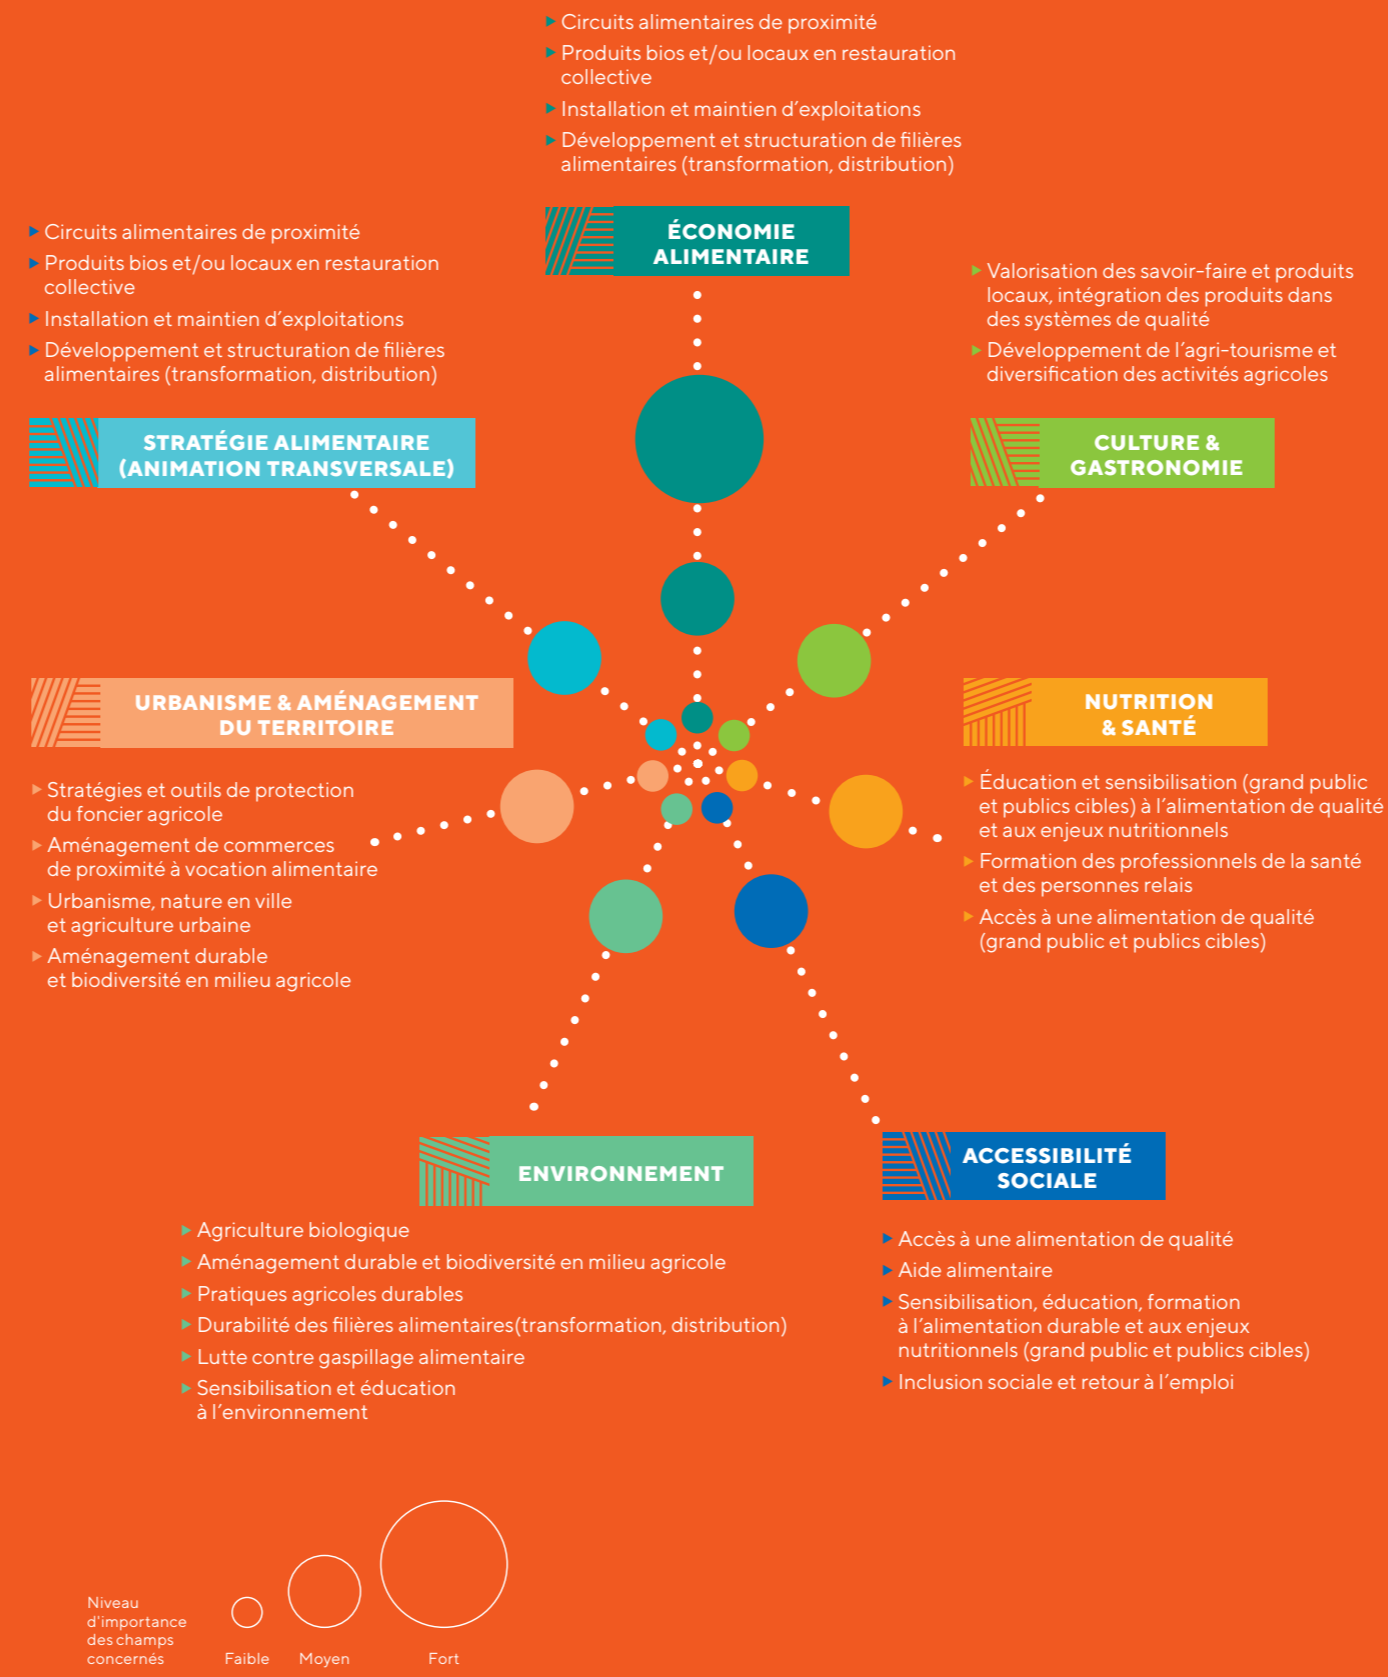 Circuits alimentaires de proximité
Produits bios et/ou locaux en restauration
collective
Installation et maintien d'exploitations
Développement et structuration de filières
alimentaires (transformation, distribution)
ÉCONOMIE
ALIMENTAIRE
Circuits alimentaires de proximité
Produits bios et/ou locaux en restauration
collective
Installation et maintien d'exploitations
Développement et structuration de filières
alimentaires (transformation, distribution)
STRATÉGIE ALIMENTAIRE
(ANIMATION TRANSVERSALE)
Valorisation des savoir-faire et produits
locaux, intégration des produits dans
des systèmes de qualité
Développement de l'agri-tourisme et
diversification des activités agricoles
CULTURE &
GASTRONOMIE
URBANISME & AMÉNAGEMENT
DU TERRITOIRE
Stratégies et outils de protection
du foncier agricole
Aménagement de commerces
de proximité à vocation alimentaire
Urbanisme, nature en ville
et agriculture urbaine
Aménagement durable
et biodiversité en milieu agricole
NUTRITION
& SANTÉ
Éducation et sensibilisation (grand public
et publics cibles) à l'alimentation de qualité
et aux enjeux nutritionnels
Formation des professionnels de la santé
et des personnes relais
Accès à une alimentation de qualité
(grand public et publics cibles)
ENVIRONNEMENT
Agriculture biologique
Aménagement durable et biodiversité en milieu agricole
Pratiques agricoles durables
Durabilité des filières alimentaires(transformation, distribution)
Lutte contre gaspillage alimentaire
Sensibilisation et éducation
à l'environnement
ACCESSIBILITÉ
SOCIALE
Accès à une alimentation de qualité
Aide alimentaire
Sensibilisation, éducation, formation
à l'alimentation durable et aux enjeux
nutritionnels (grand public et publics cibles)
Inclusion sociale et retour à l'emploi
Niveau
d'importance
des champs
concernés
Faible
Moyen
Fort